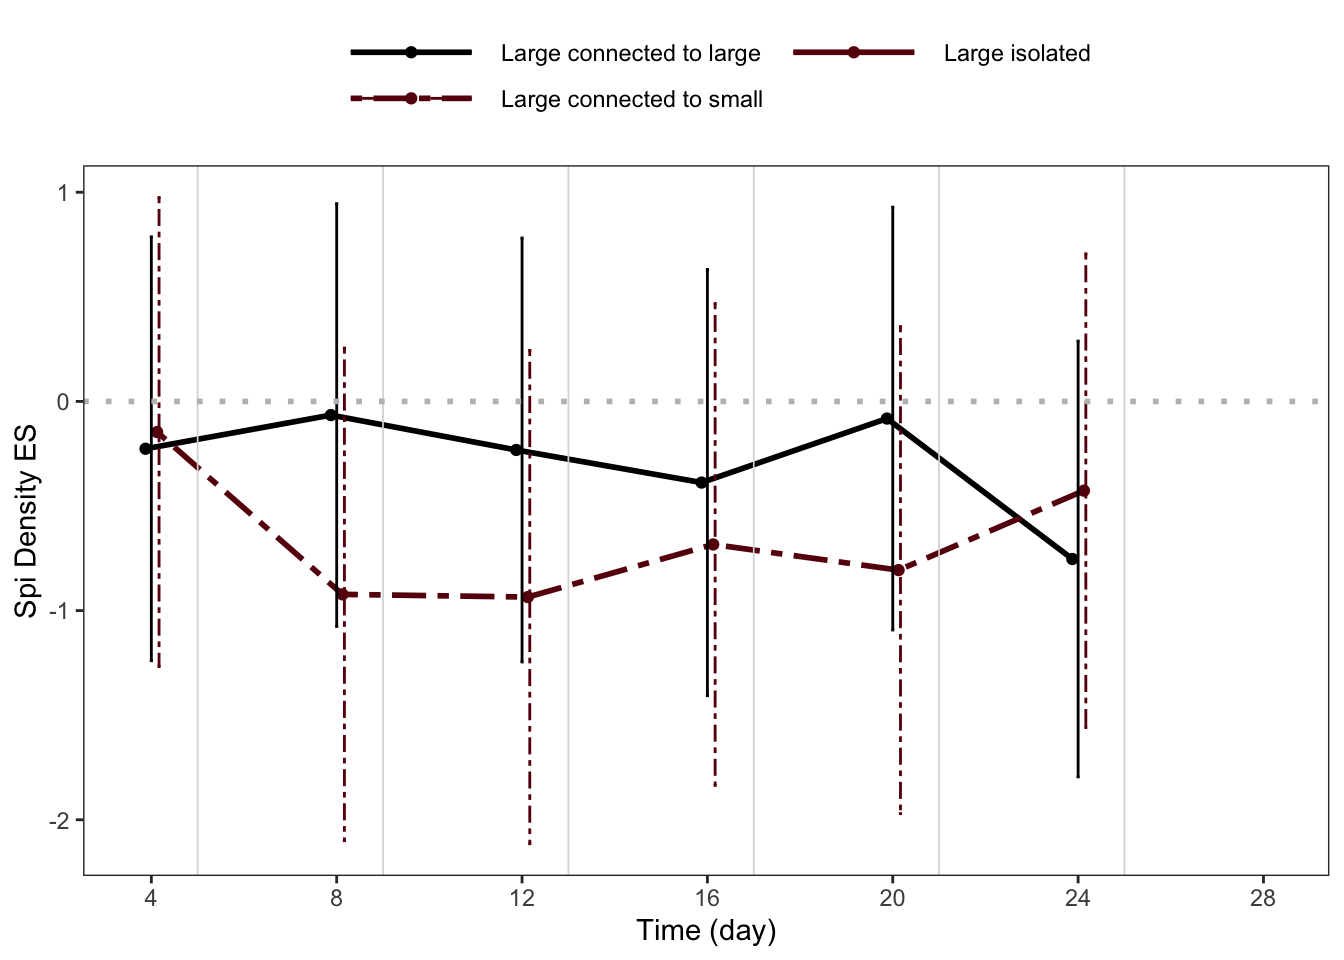 Large connected to large
Large isolated
Large connected to small
Spi Density ES
1
0
-1
-2
4
8
12
16
20
24
28
Time (day)